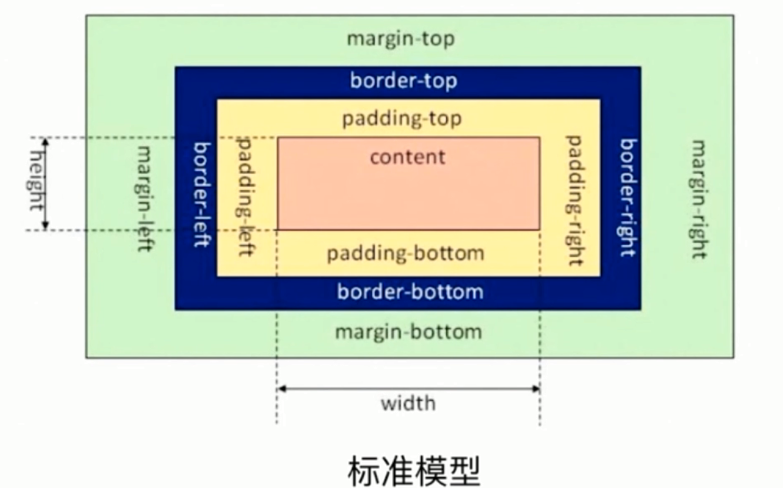 margin-top
border-top
padding-top
content
height
margin-left
border-left
padding-left
padding-right
border-right
margin-right
padding-bottom
border-bottom
margin-bottom
width
标准模型